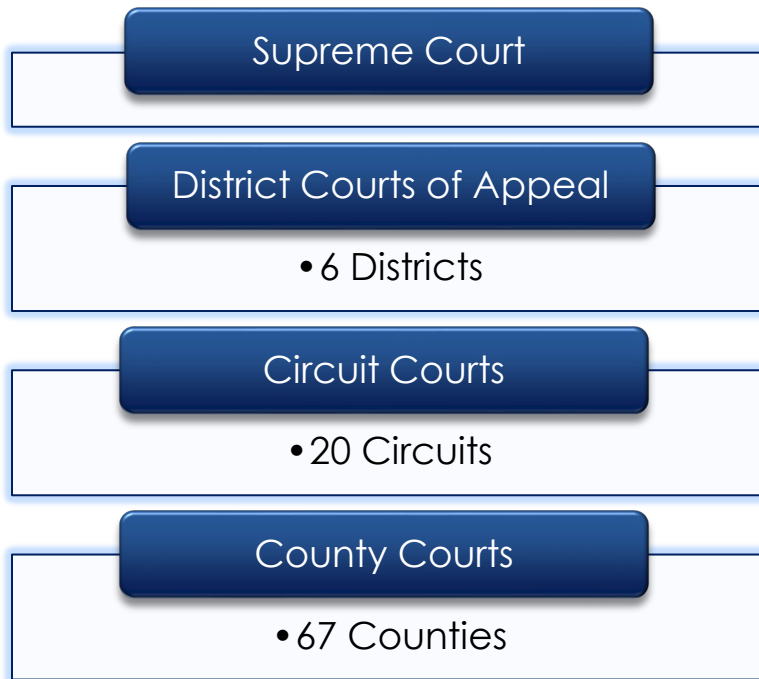 Supreme Court
District Courts of Appeal
•6 Districts
Circuit Courts
•20 Circuits
County Courts
•67 Counties